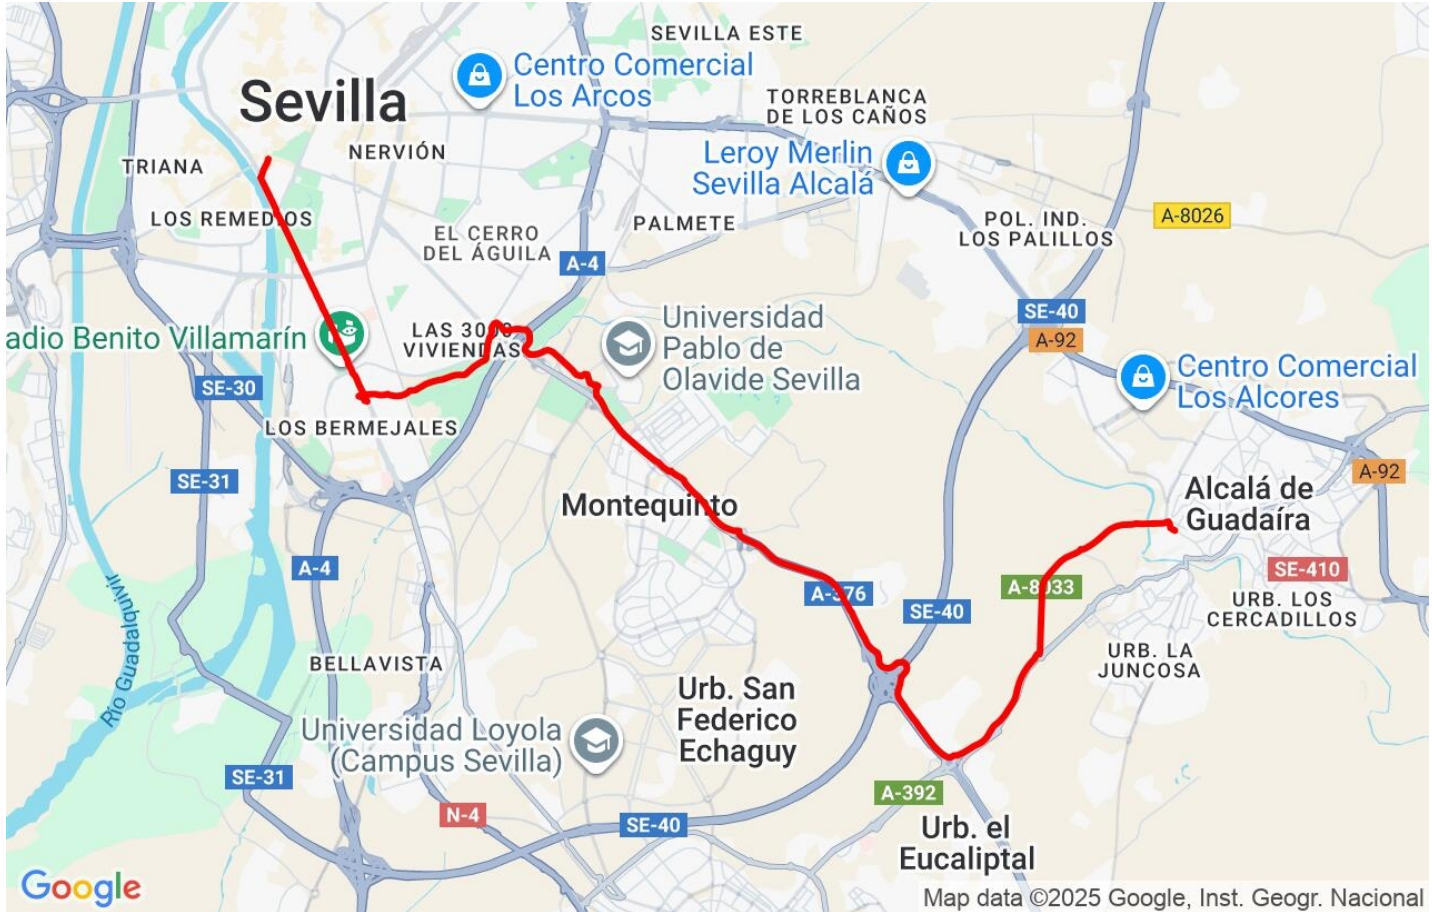 SEVILLA ESTE
Centro Comercial
Los Arcos
Sevilla
TORREBLANCA
DE LOS CAÑOS
NERVIÓN
TRIANA
Leroy Merlin
Sevilla Alcalá
LOS REMEDIOS
PALMETE
A-8026
POL. IND.
LOS PALILLOS
EL CERRO
DEL ÁGUILA
A-4
SE-40
A-92
adio Benito Villamarín
LAS 3000
VIVIENDAS
Universidad
Pablo de
Olavide Sevilla
Centro Comercial
Los Alcores
SE-30
LOS BERMEJALES
SE-31
A-92
Montequinto
Alcalá de
Guadaíra
A-4
SE-410
A-376
SE-40
A-8033
URB. LOS
CERCADILLOS
Río Guadalquivir
BELLAVISTA
URB. LA
JUNCOSA
Urb. San
Federico
Echaguy
Universidad Loyola
(Campus Sevilla)
SE-31
A-392
N-4
SE-40
Urb. el
Eucaliptal
Google
Map data ©2025 Google, Inst. Geogr. Nacional